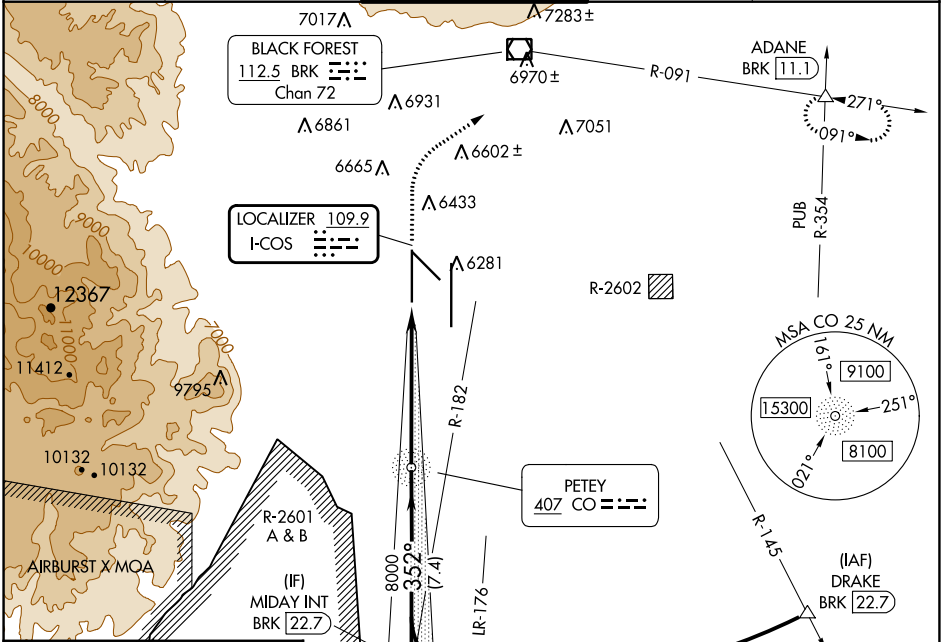 7017
7283±
BLACK FOREST
112.5 BRK
Chan 72
6970±
R-091
ADANE
BRK 11.1
271°
091°
8000
6931
6861
7051
6602±
6665
6433
PUB
R-354
LOCALIZER 109.9
I-COS
9000
10000
6281
R-2602
12367
11000
7000
11412
9795
MSA CO 25 NM
161°
9100
15300
251°
8100
021°
R-182
10132
10132
PETEY
407 CO
R-2601
A & B
R-145
AIRBURST X MOA
8000
352°
(7.4)
LR-176
(IF)
MIDAY INT
BRK 22.7
(IAF)
DRAKE
BRK 22.7